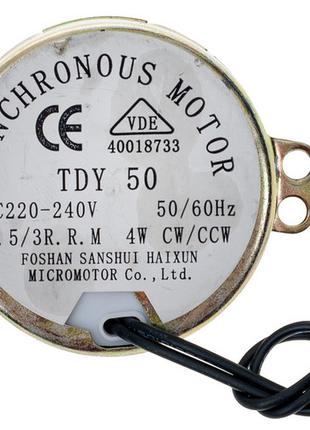 NCHRONOUS MOTOR
CE
VDE
40018733
TDY 50
C220-240V 50/60Hz
5/3R.R.M 4W CW/CCW
FOSHAN SANSHUI HAIXUN
MICROMOTOR Co.,Ltd.